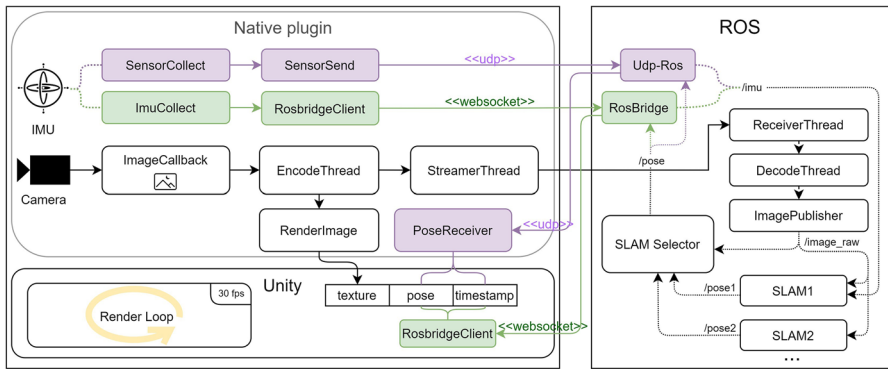 Native plugin
ROS
SensorCollect
SensorSend
<<udp>>
Udp-Ros
IMU
ImuCollect
RosbridgeClient
<<websocket>>
RosBridge
/imu
ReceiverThread
Camera
ImageCallback
EncodeThread
StreamerThread
/pose
DecodeThread
RenderImage
PoseReceiver
<<udp>>
SLAM Selector
ImagePublisher
/image_raw
Unity
30 fps
Render Loop
texture
pose
timestamp
/pose1
SLAM1
RosbridgeClient
<<websocket>>
/pose2
SLAM2
...